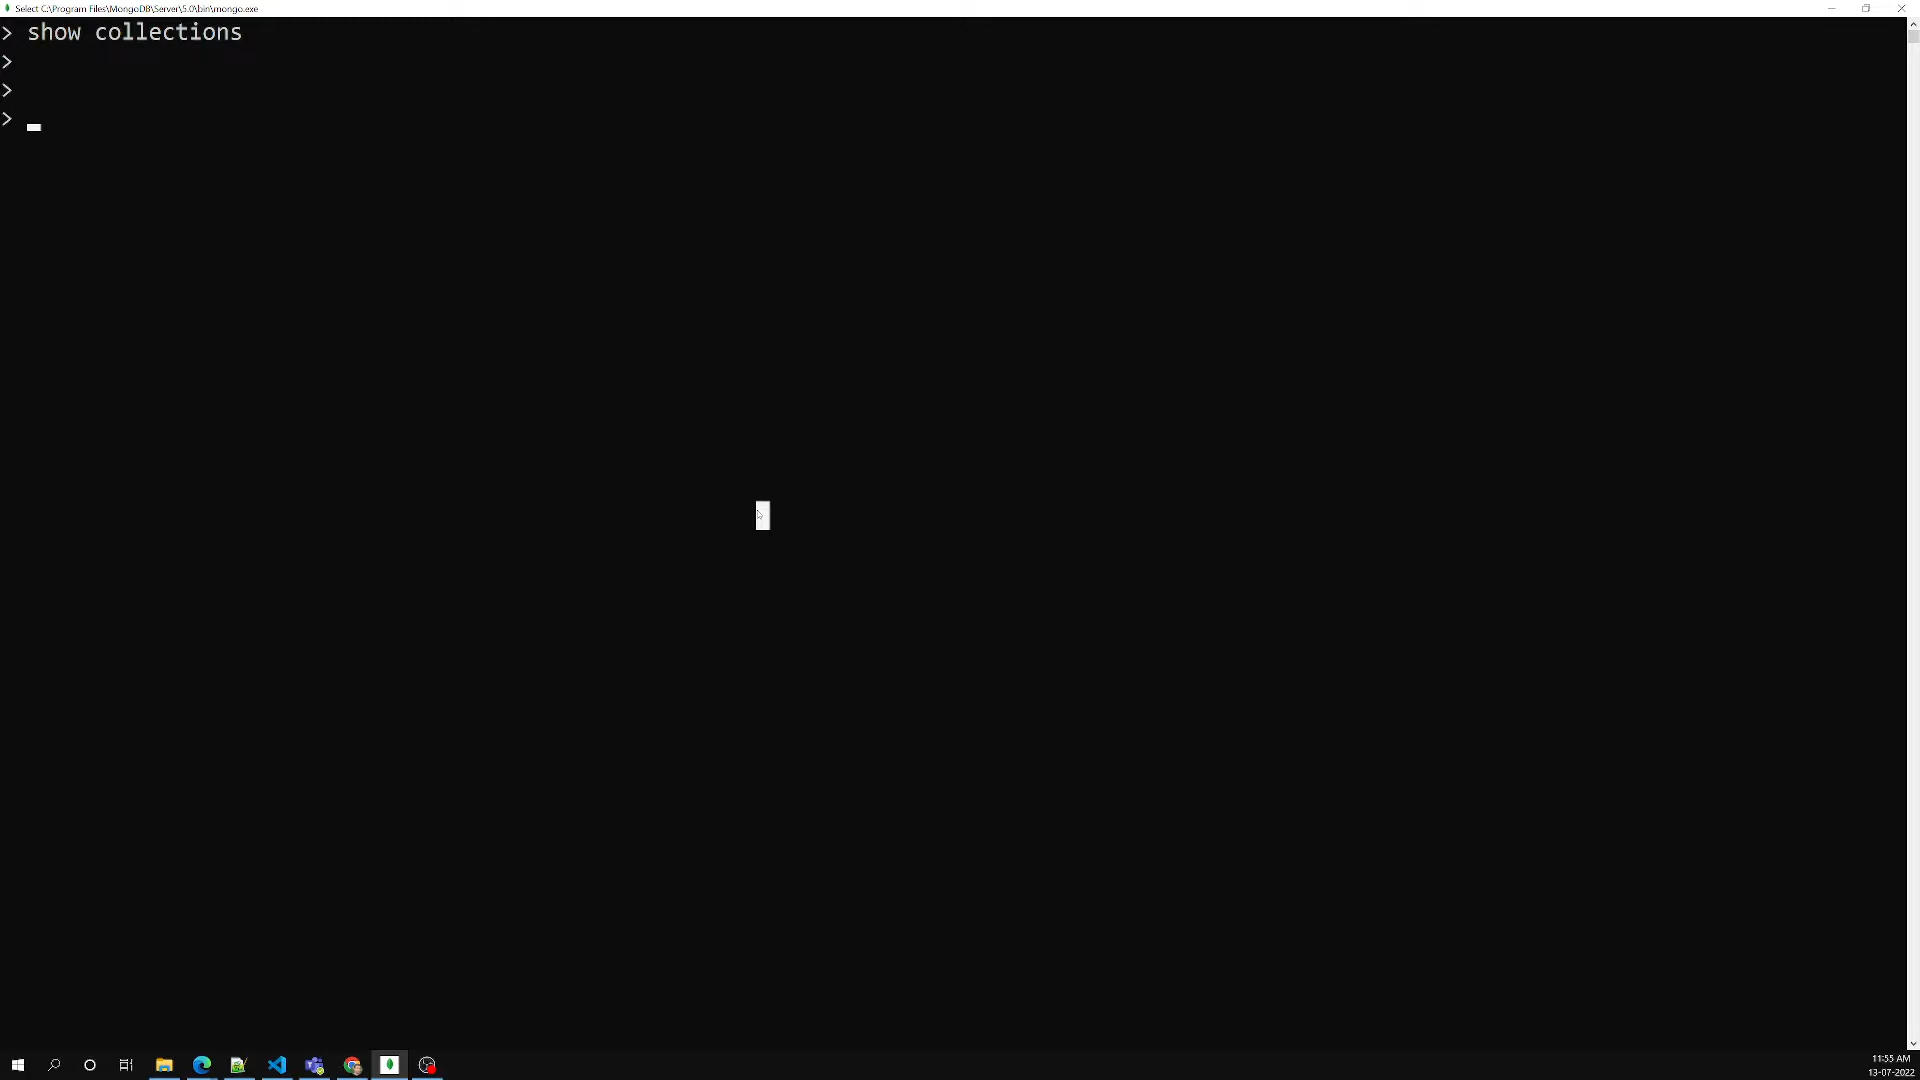 Select C:\Program Files\MongoDB\Server\5.0\bin\mongo.exe
> show collections
>
>
>
11:55 AM
13-07-2022